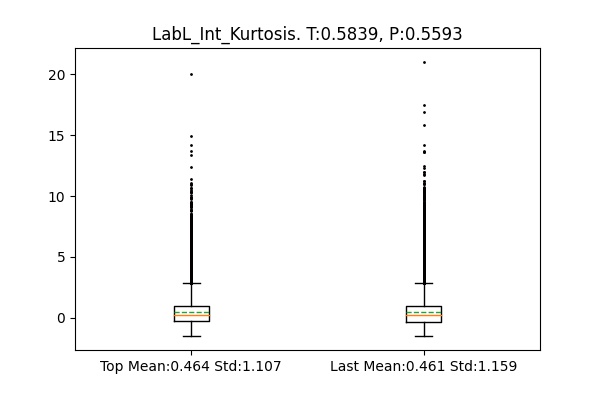 LabL_Int_Kurtosis. T:0.5839, P:0.5593
20
15
10
5
0
Top Mean:0.464 Std:1.107
Last Mean:0.461 Std:1.159